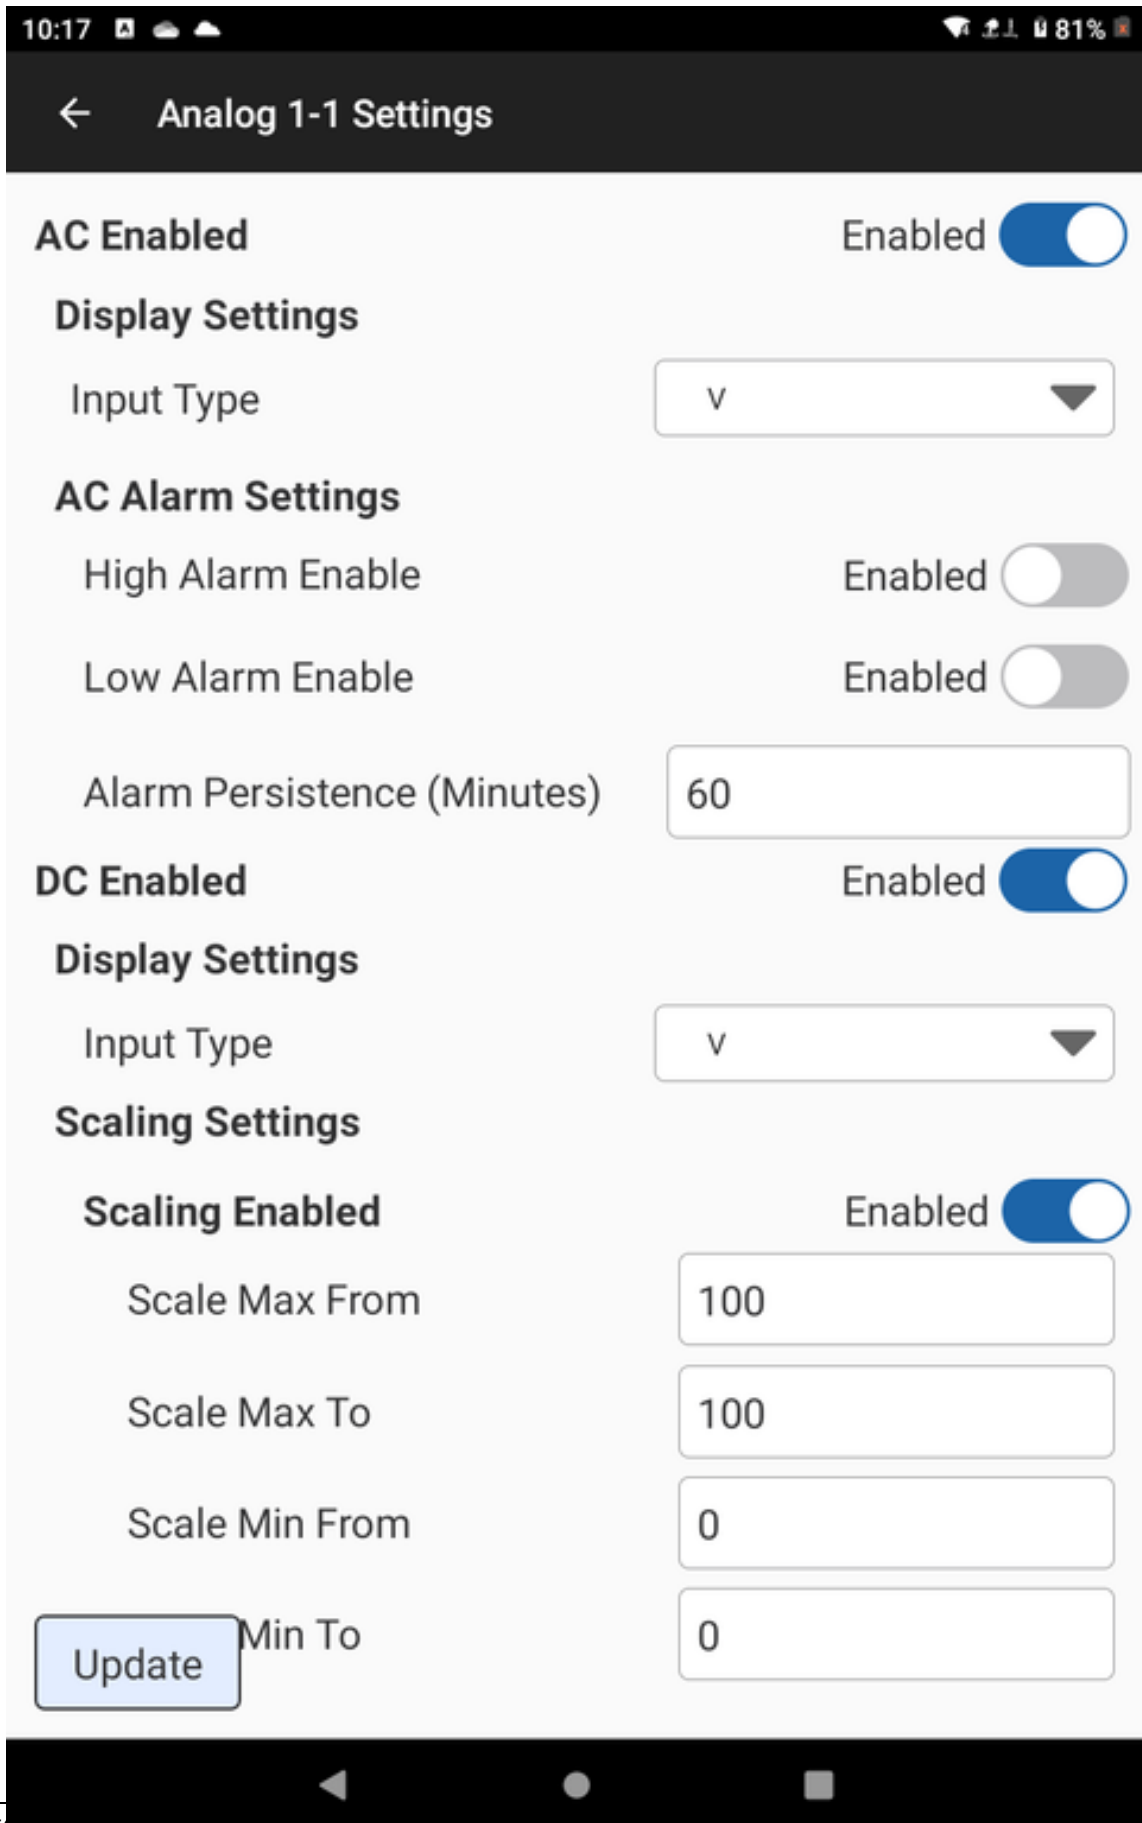 10:17 81%
Analog 1-1 Settings
AC Enabled Enabled
Display Settings
Input Type V
AC Alarm Settings
High Alarm Enable Enabled
Low Alarm Enable Enabled
Alarm Persistence (Minutes) 60
DC Enabled Enabled
Display Settings
Input Type V
Scaling Settings
Scaling Enabled Enabled
Scale Max From 100
Scale Max To 100
Scale Min From 0
Min To 0
Update